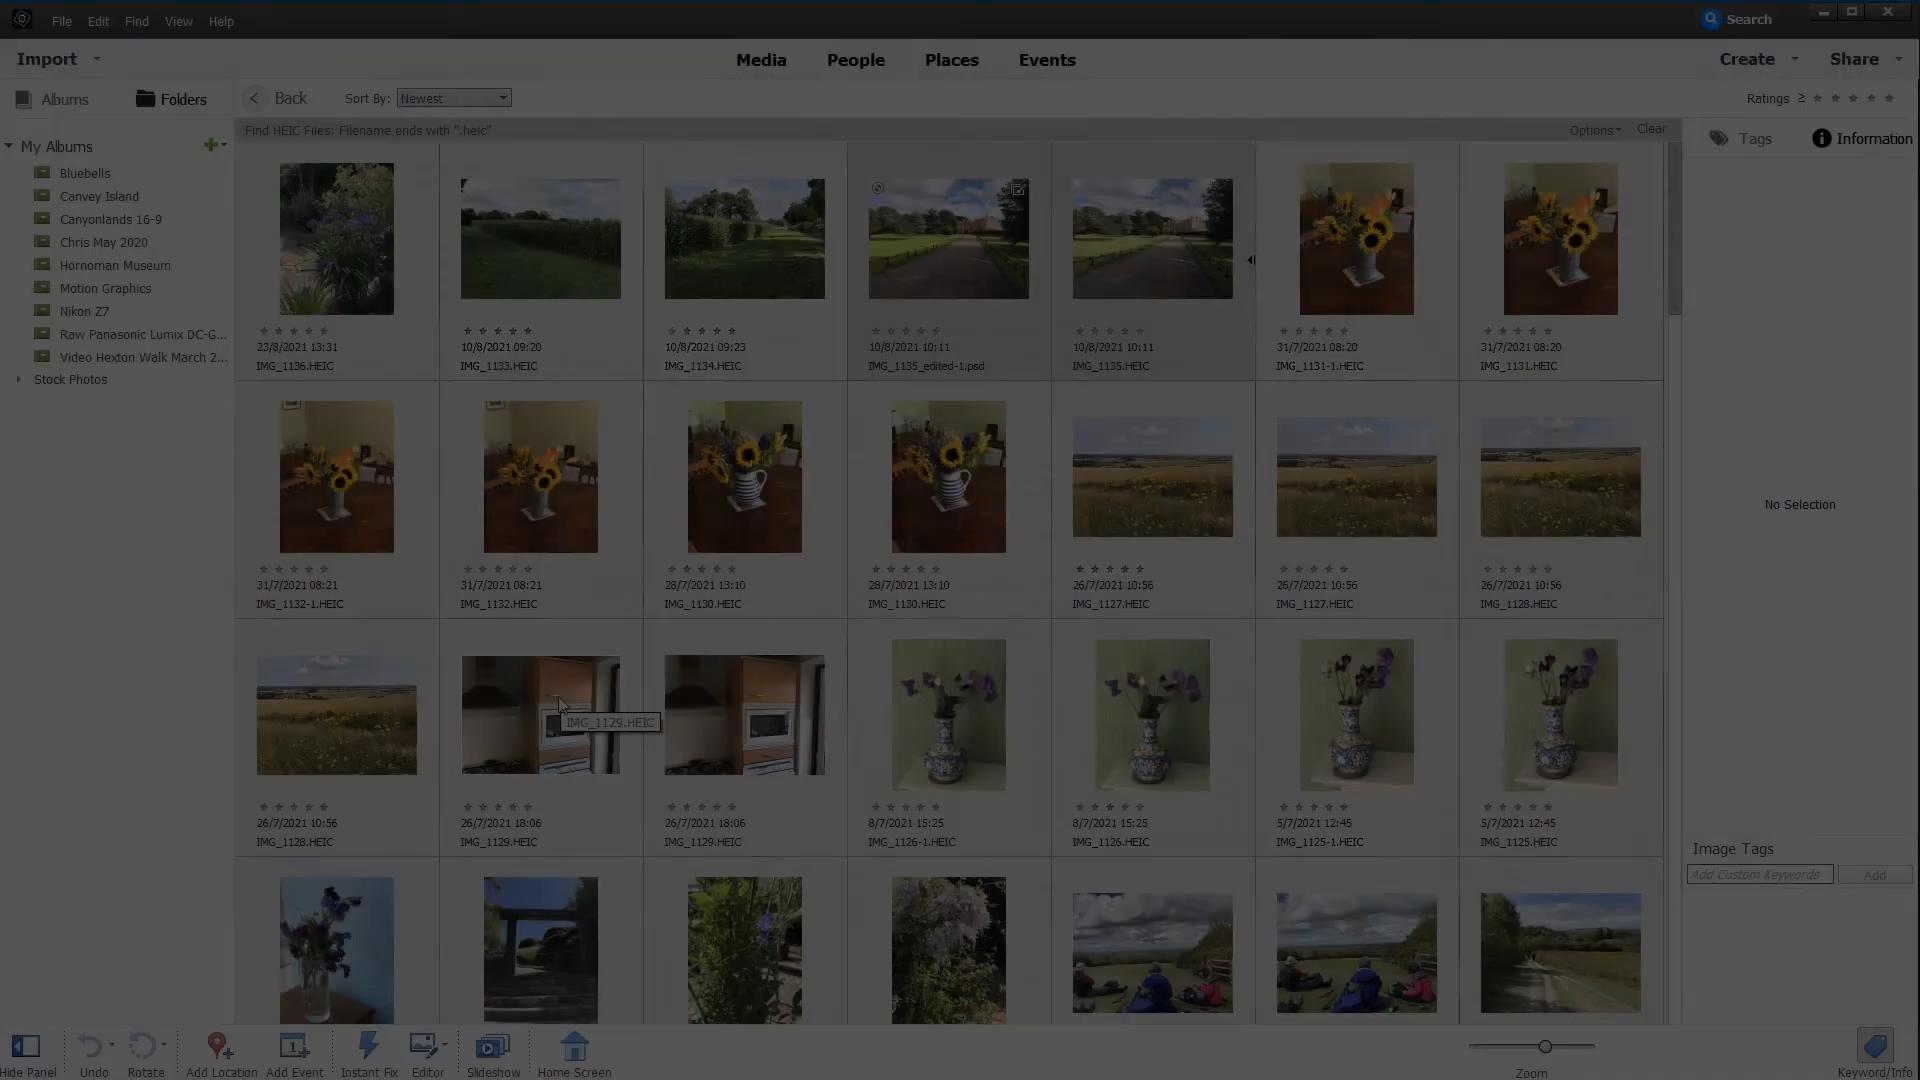 File Edit Find View Help
Search
Import
Media People Places Events
Create Share
Albums Folders
Back
Sort By: Newest
Ratings ≥
Find HEIC Files: Filename ends with ".heic"
Options
Clear
Tags
Information
My Albums
Bluebells
Canvey Island
Canyonlands 16-9
Chris May 2020
Hornoman Museum
Motion Graphics
Nikon Z7
Raw Panasonic Lumix DC-G...
Video Hexton Walk March 2...
Stock Photos
23/8/2021 13:31
IMG_1136.HEIC
10/8/2021 09:20
IMG_1133.HEIC
10/8/2021 09:23
IMG_1134.HEIC
10/8/2021 10:11
IMG_1135_edited-1.psd
10/8/2021 10:11
IMG_1135.HEIC
31/7/2021 08:20
IMG_1131-1.HEIC
31/7/2021 08:20
IMG_1131.HEIC
31/7/2021 08:21
IMG_1132-1.HEIC
31/7/2021 08:21
IMG_1132.HEIC
28/7/2021 13:10
IMG_1130.HEIC
28/7/2021 13:10
IMG_1130.HEIC
26/7/2021 10:56
IMG_1127.HEIC
26/7/2021 10:56
IMG_1127.HEIC
26/7/2021 10:56
IMG_1128.HEIC
No Selection
IMG_1129.HEIC
26/7/2021 10:56
IMG_1128.HEIC
26/7/2021 18:06
IMG_1129.HEIC
26/7/2021 18:06
IMG_1129.HEIC
8/7/2021 15:25
IMG_1126-1.HEIC
8/7/2021 15:25
IMG_1126.HEIC
5/7/2021 12:45
IMG_1125-1.HEIC
5/7/2021 12:45
IMG_1125.HEIC
Image Tags
Add Custom Keywords
Add
Hide Panel
Undo
Rotate
Add Location
Add Event
Instant Fix
Editor
Slideshow
Home Screen
Zoom
Keyword/Info